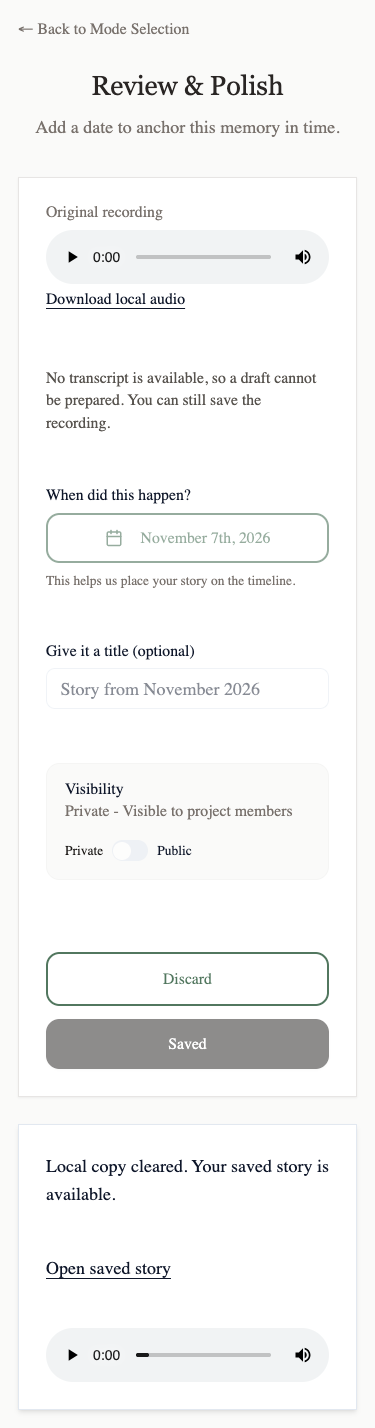 ← Back to Mode Selection
Review & Polish
Add a date to anchor this memory in time.
Original recording
0:00
Download local audio
No transcript is available, so a draft cannot
be prepared. You can still save the
recording.
When did this happen?
November 7th, 2026
This helps us place your story on the timeline.
Give it a title (optional)
Story from November 2026
Visibility
Private - Visible to project members
Private Public
Discard
Saved
Local copy cleared. Your saved story is
available.
Open saved story
0:00